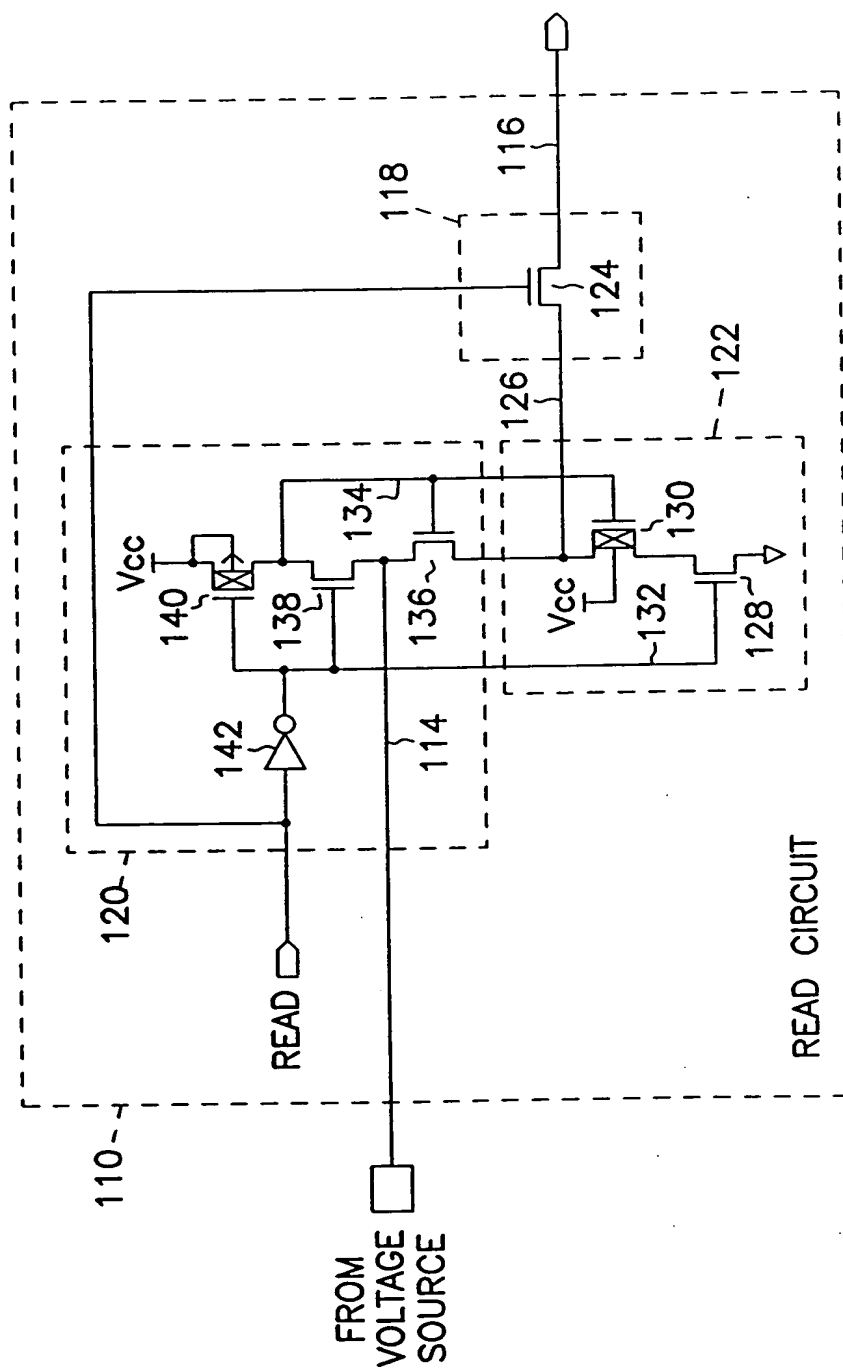 110
FROM
VOLTAGE
SOURCE
READ
120
142
114
Vcc
140
138
136
134
Vcc
132
128
130
122
126
118
124
116
READ CIRCUIT